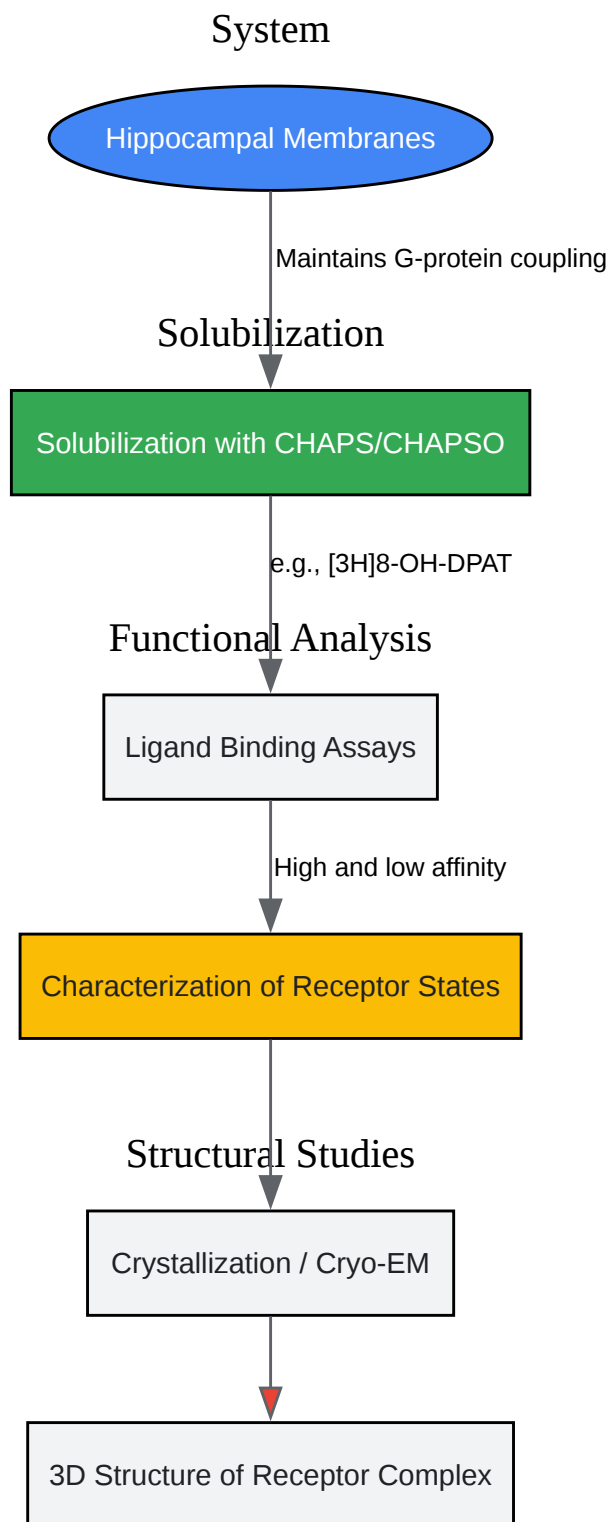 System
Hippocampal Membranes
Maintains G-protein coupling
Solubilization
Solubilization with CHAPS/CHAPSO
e.g., [3H]8-OH-DPAT
Functional Analysis
Ligand Binding Assays
High and low affinity
Characterization of Receptor States
Structural Studies
Crystallization / Cryo-EM
3D Structure of Receptor Complex